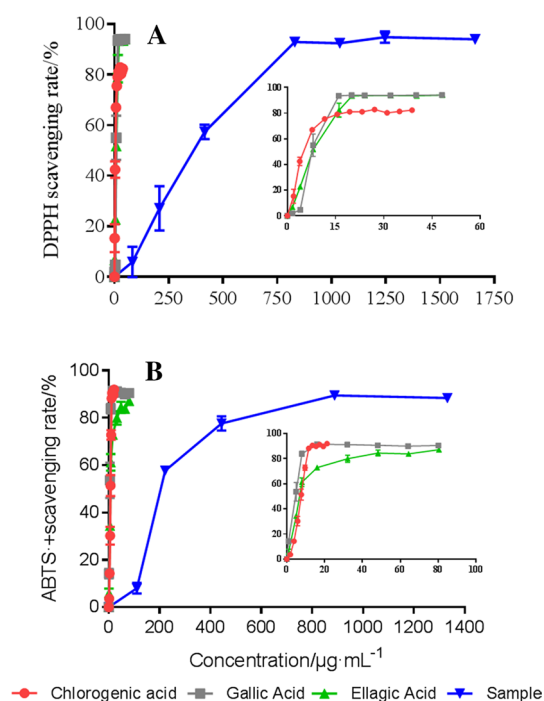 A
DPPH scavenging rate/%
100
80
60
40
20
0
0 250 500 750 1000 1250 1500 1750
100
80
60
40
20
0
0 15 30 45 60
B
ABTS·+scavenging rate/%
100
80
60
40
20
0
0 200 400 600 800 1000 1200 1400
100
80
60
40
20
0
0 20 40 60 80 100
Concentration/µg·mL⁻¹
Chlorogenic acid Gallic Acid Ellagic Acid Sample